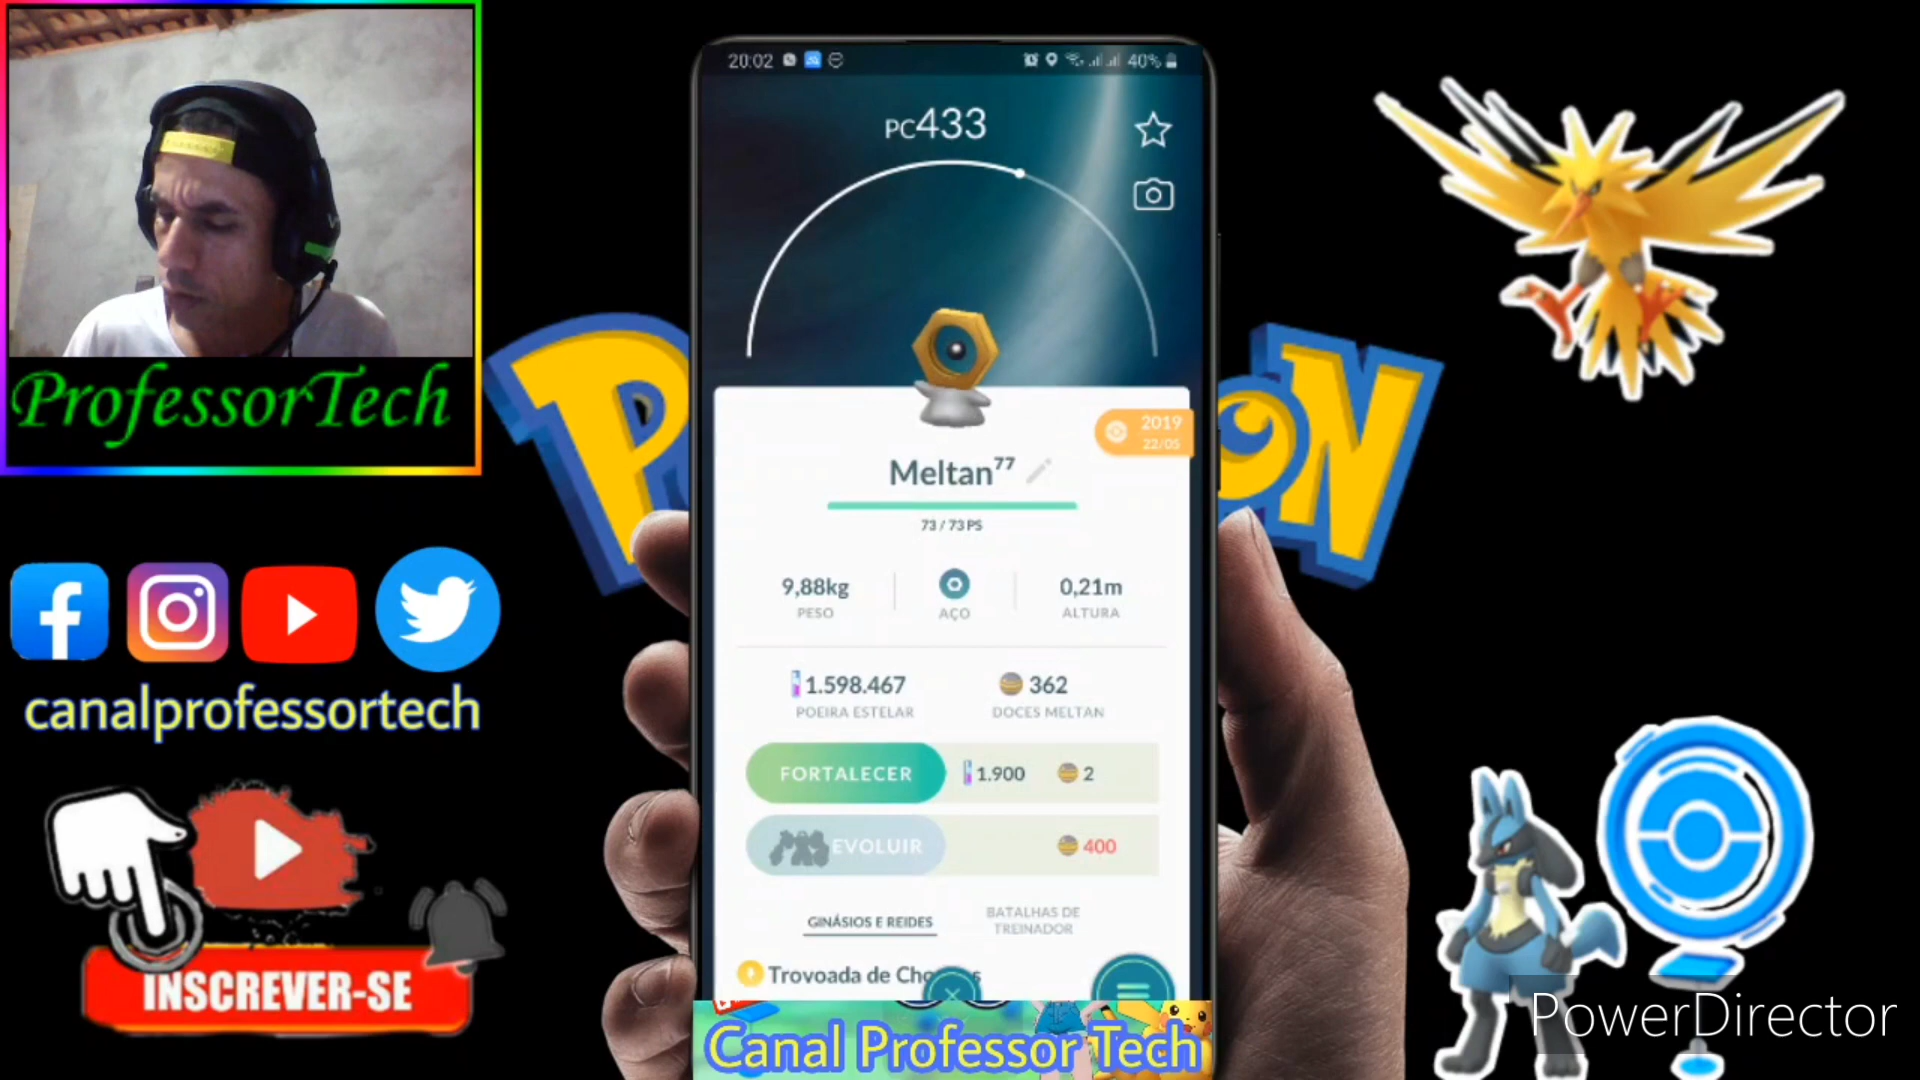 20:02
40%
PC433
ProfessorTech
2019
22/05
Meltan77
73 / 73 PS
9,88kg
PESO
AÇO
0,21m
ALTURA
1.598.467
POEIRA ESTELAR
362
DOCES MELTAN
FORTALECER
1.900
2
EVOLUIR
400
GINÁSIOS E REIDES
BATALHAS DE
TREINADOR
Trovoada de
canalprofessortech
INSCREVER-SE
Canal Professor Tech
PowerDirector